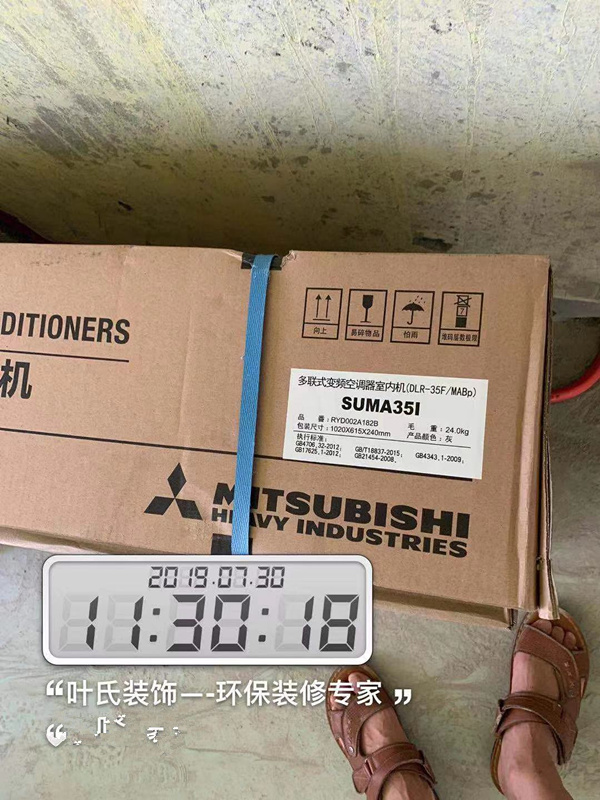 DITIONERS
机
向上
易碎物品
怕雨
堆码层数极限
7
多联式变频空调器室内机(DLR-35F/MABp)
SUMA35I
品 番:RYD002A182B 毛 重:24.0kg
包装尺寸:1020X615X240mm 产品颜色:灰
执行标准:
GB4706.32-2012; GB/T18837-2015; GB4343.1-2009;
GB17625.1-2012; GB21454-2008.
MITSUBISHI
HEAVY INDUSTRIES
2019.07.30
11:30:18
“叶氏装饰—-环保装修专家”